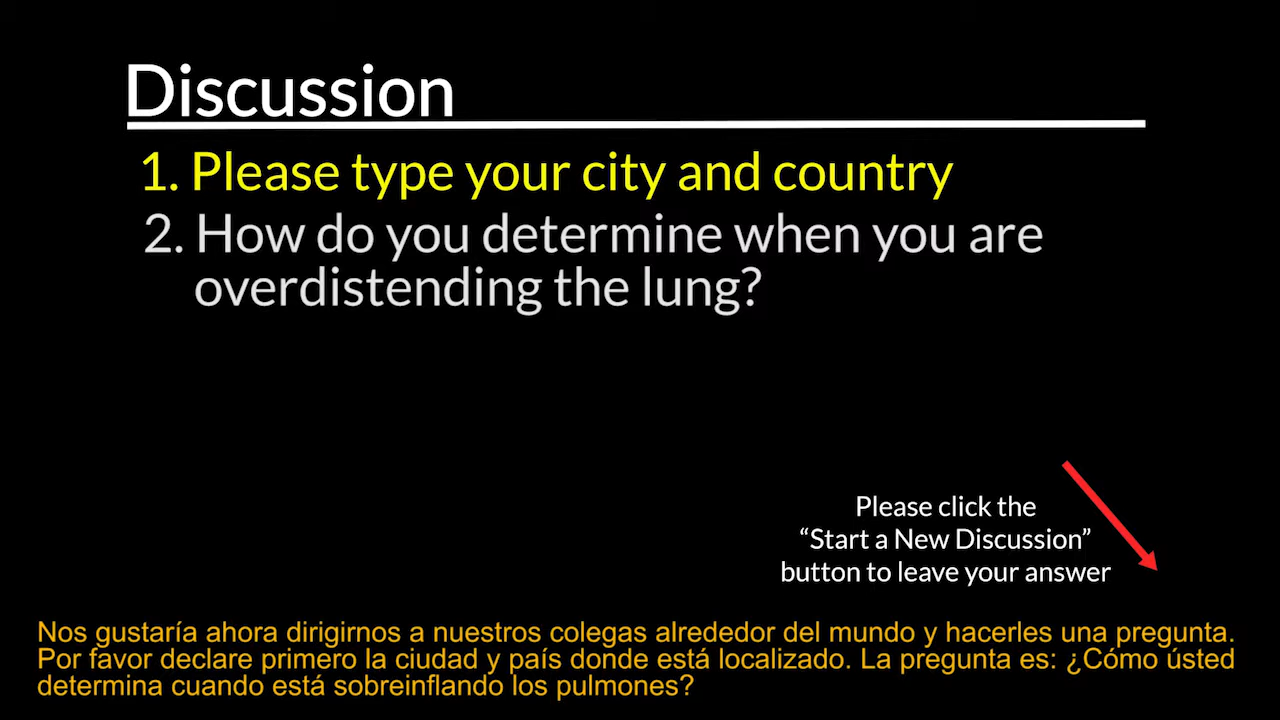 Discussion
1. Please type your city and country
2. How do you determine when you are
overdistending the lung?
Please click the
“Start a New Discussion”
button to leave your answer
Nos gustaría ahora dirigirnos a nuestros colegas alrededor del mundo y hacerles una pregunta.
Por favor declare primero la ciudad y país donde está localizado. La pregunta es: ¿Cómo ústed
determina cuando está sobreinflando los pulmones?